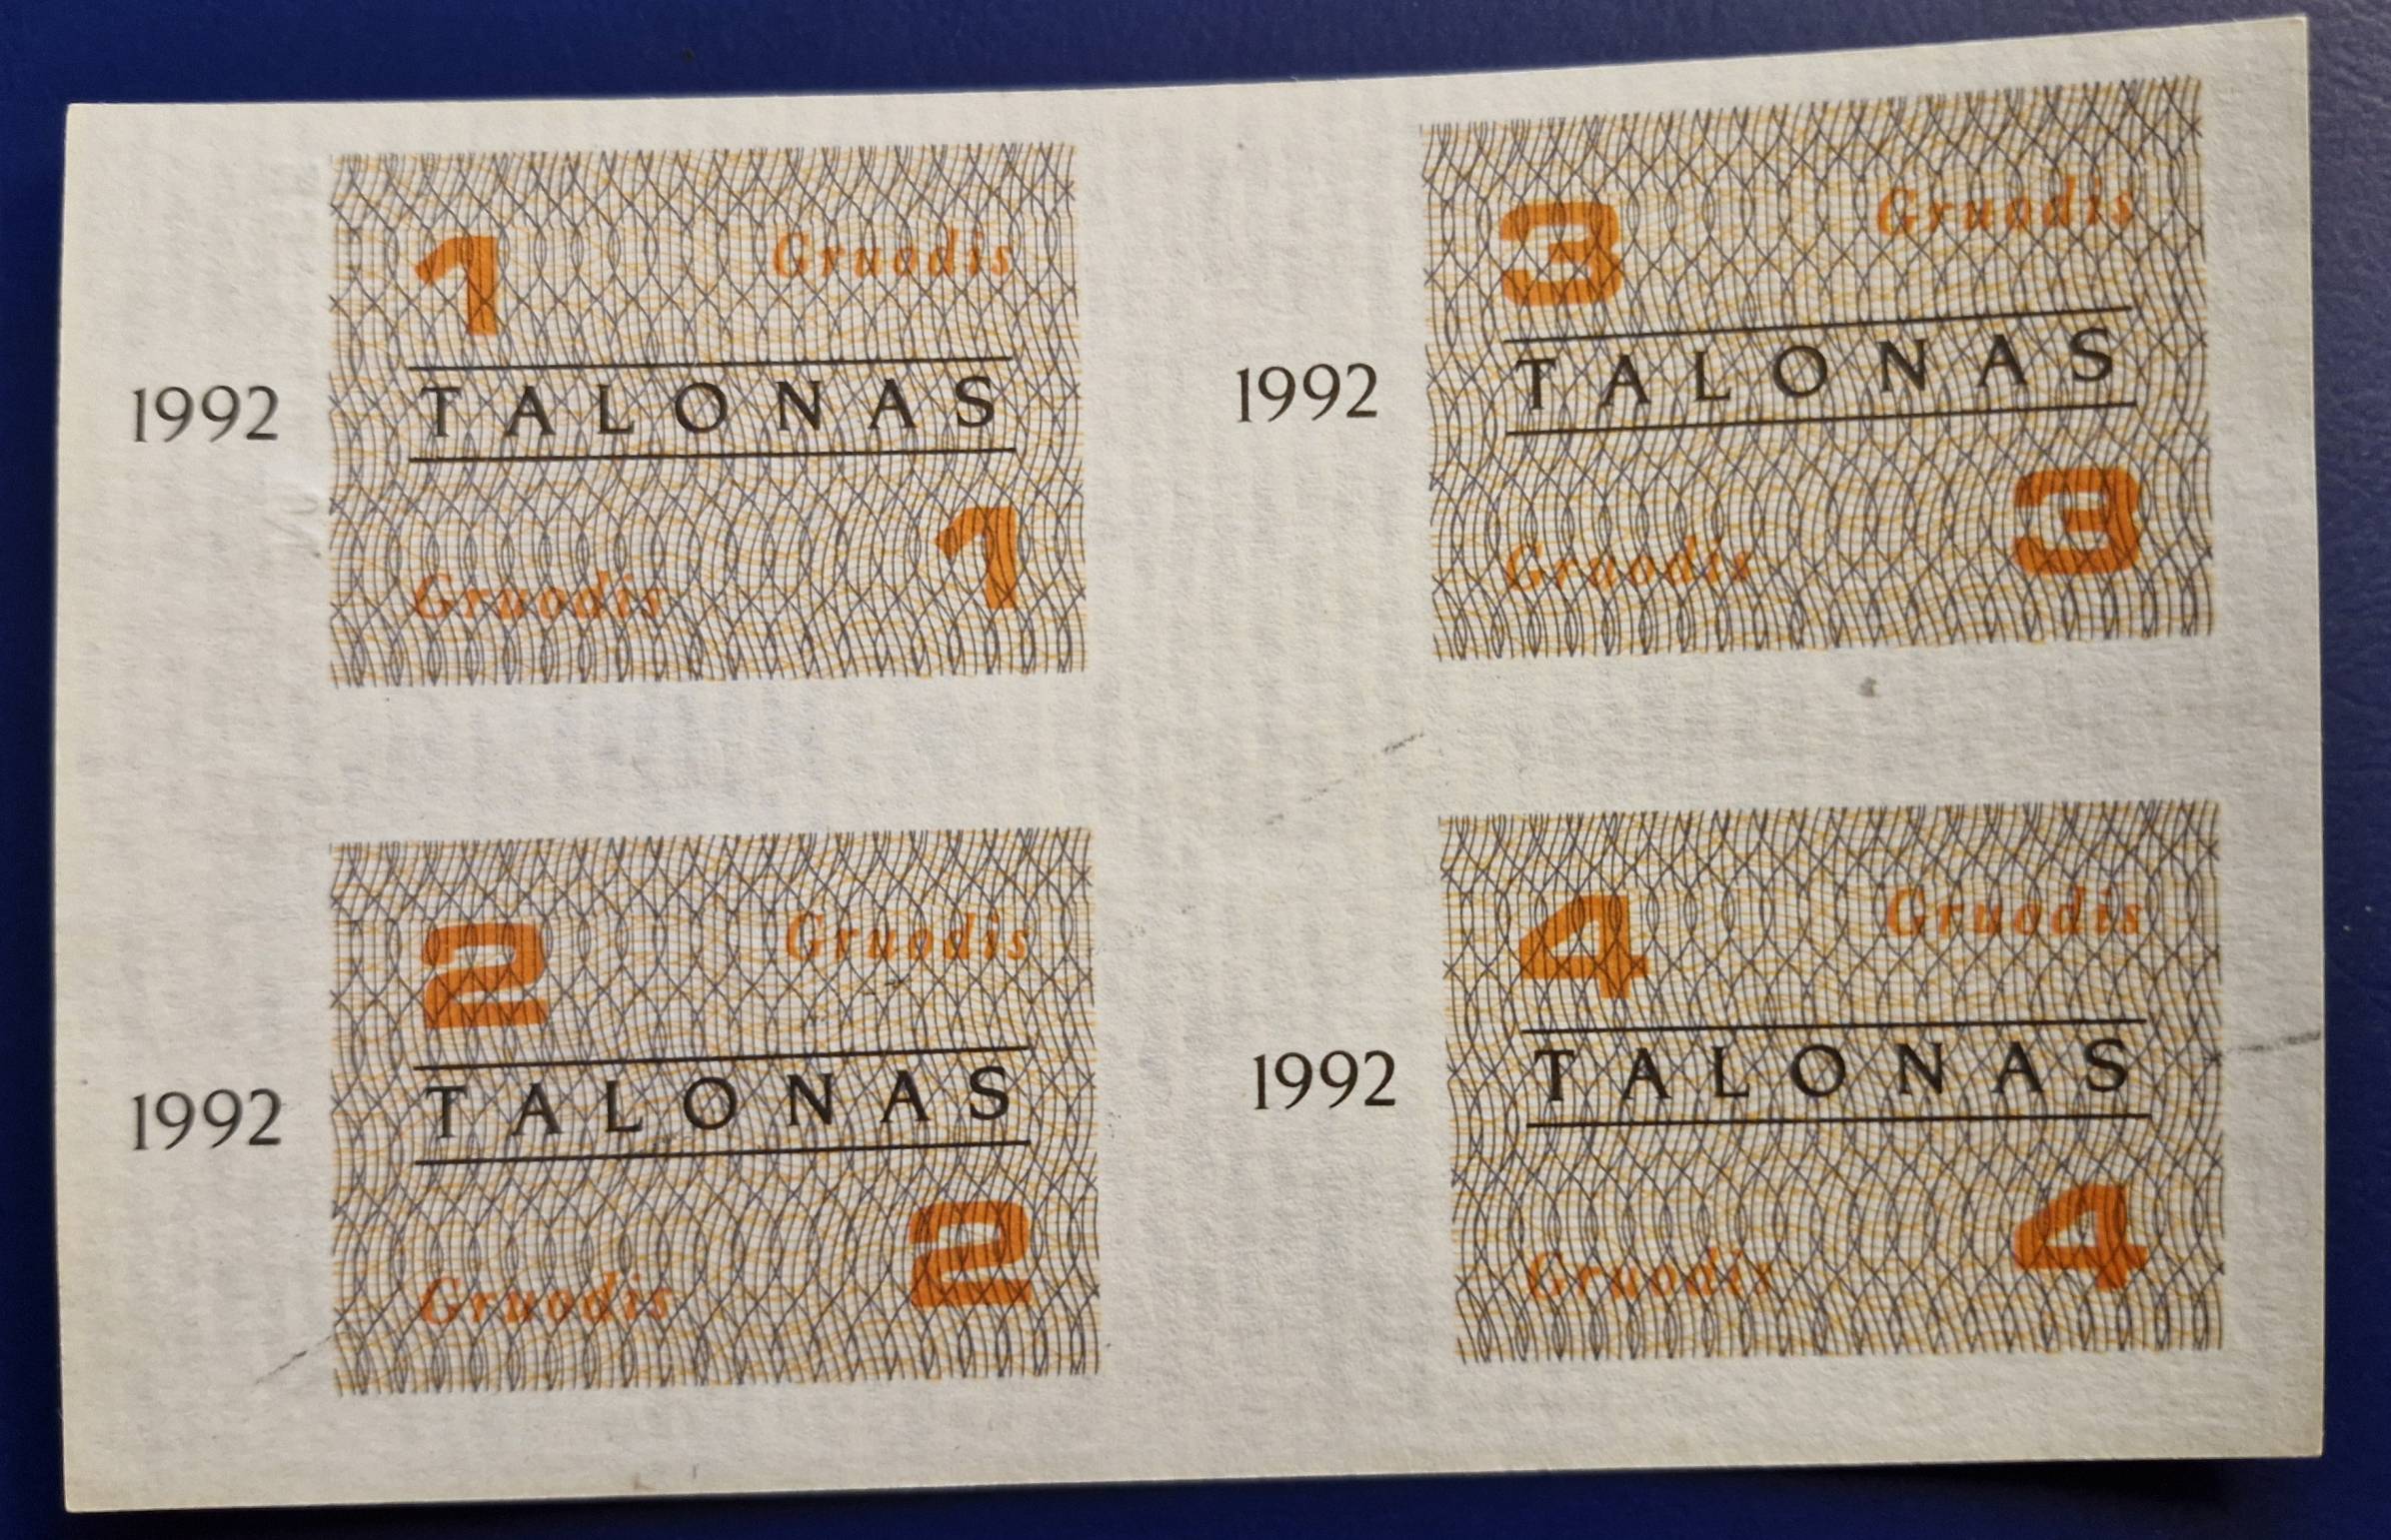 1 Gruodis
1992 TALONAS
Gruodis 1
3 Gruodis
1992 TALONAS
Gruodis 3
2 Gruodis
1992 TALONAS
Gruodis 2
4 Gruodis
1992 TALONAS
Gruodis 4